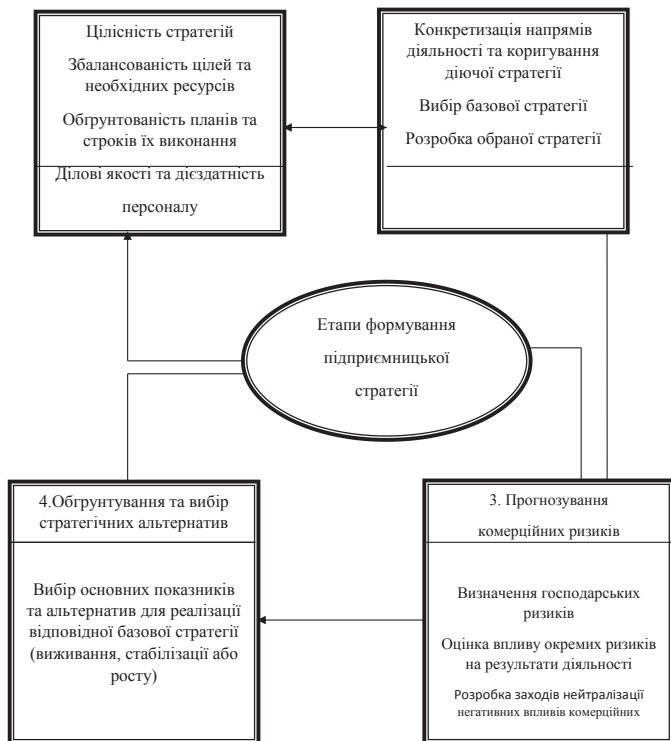 Цілісність стратегій
Збалансованість цілей та
необхідних ресурсів
Обґрунтованість планів та
строків їх виконання
Ділові якості та дієздатність
персоналу
Конкретизація напрямів
діяльності та коригування
діючої стратегії
Вибір базової стратегії
Розробка обраної стратегії
Етапи формування
підприємницької
стратегії
4.Обгрунтування та вибір
стратегічних альтернатив
Вибір основних показників
та альтернатив для реалізації
відповідної базової стратегії
(виживання, стабілізації або
росту)
3. Прогнозування
комерційних ризиків
Визначення господарських
ризиків
Оцінка впливу окремих ризиків
на результати діяльності
Розробка заходів нейтралізації
негативних впливів комерційних